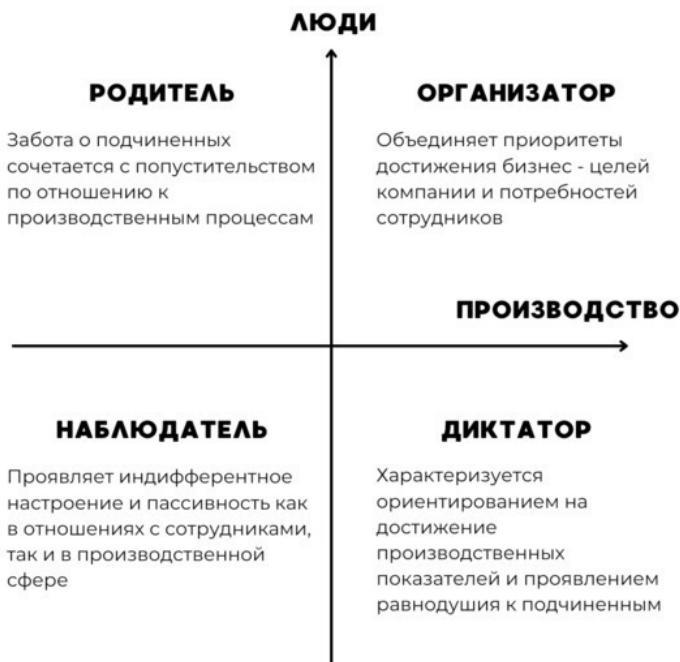 ЛЮДИ
РОДИТЕЛЬ
Забота о подчиненных
сочетается с попустительством
по отношению к
производственным процессам
ОРГАНИЗАТОР
Объединяет приоритеты
достижения бизнес - целей
компании и потребностей
сотрудников
ПРОИЗВОДСТВО
НАБЛЮДАТЕЛЬ
Проявляет индифферентное
настроение и пассивность как
в отношениях с сотрудниками,
так и в производственной
сфере
ДИКТАТОР
Характеризуется
ориентированием на
достижение
производственных
показателей и проявлением
равнодушия к подчиненным